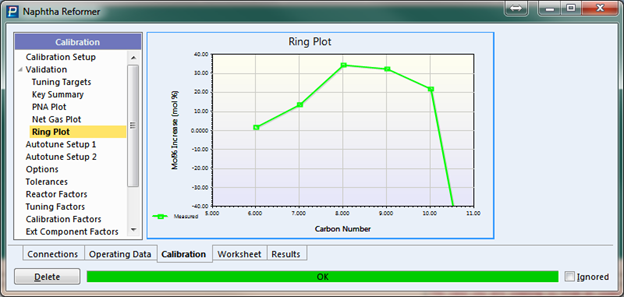 Naphtha Reformer
Calibration
Calibration Setup
Validation
Tuning Targets
Key Summary
PNA Plot
Net Gas Plot
Ring Plot
Autotune Setup 1
Autotune Setup 2
Options
Tolerances
Reactor Factors
Tuning Factors
Calibration Factors
Ext Component Factors
Ring Plot
Mol% Increase (mol %)
40.00
30.00
20.00
10.00
0.0000
-10.00
-20.00
-30.00
-40.00
5.000 6.000 7.000 8.000 9.000 10.00 11.00
Measured
Carbon Number
Connections Operating Data Calibration Worksheet Results
Delete OK Ignored